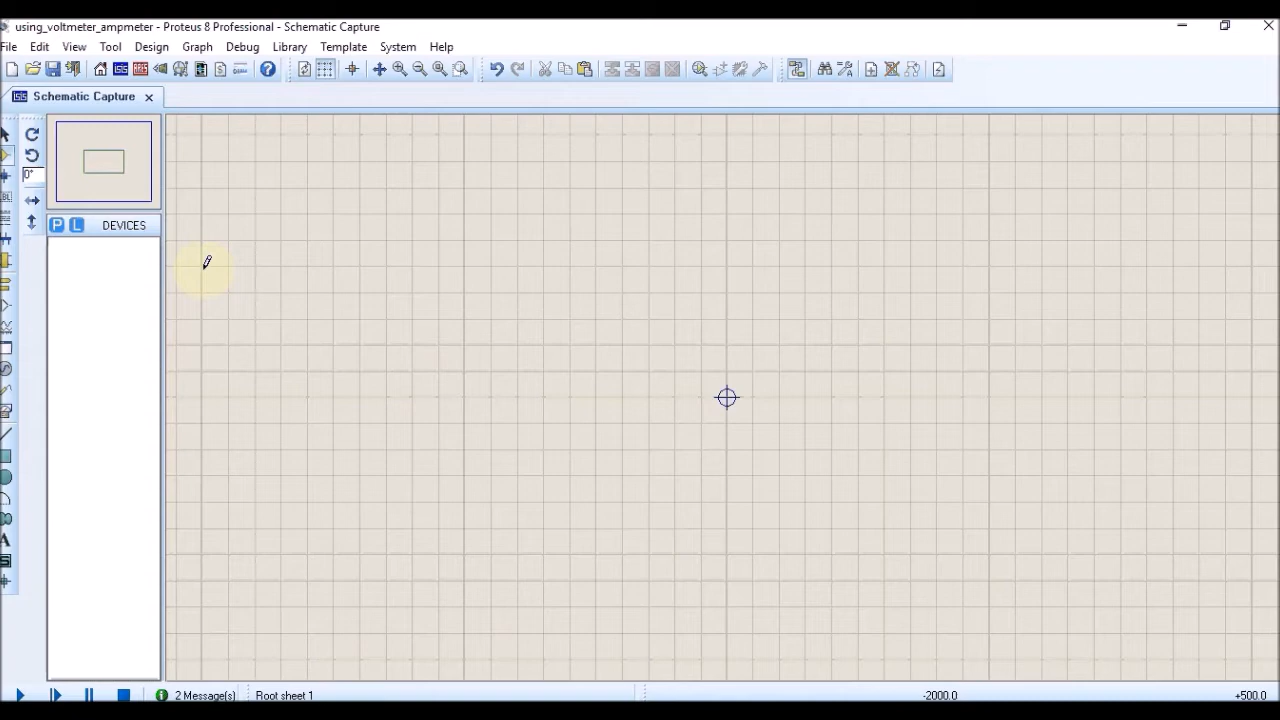 using_voltmeter_ampmeter - Proteus 8 Professional - Schematic Capture
File Edit View Tool Design Graph Debug Library Template System Help
Schematic Capture
0°
LBL
P L DEVICES
A
S
2 Message(s) Root sheet 1 -2000.0 +500.0